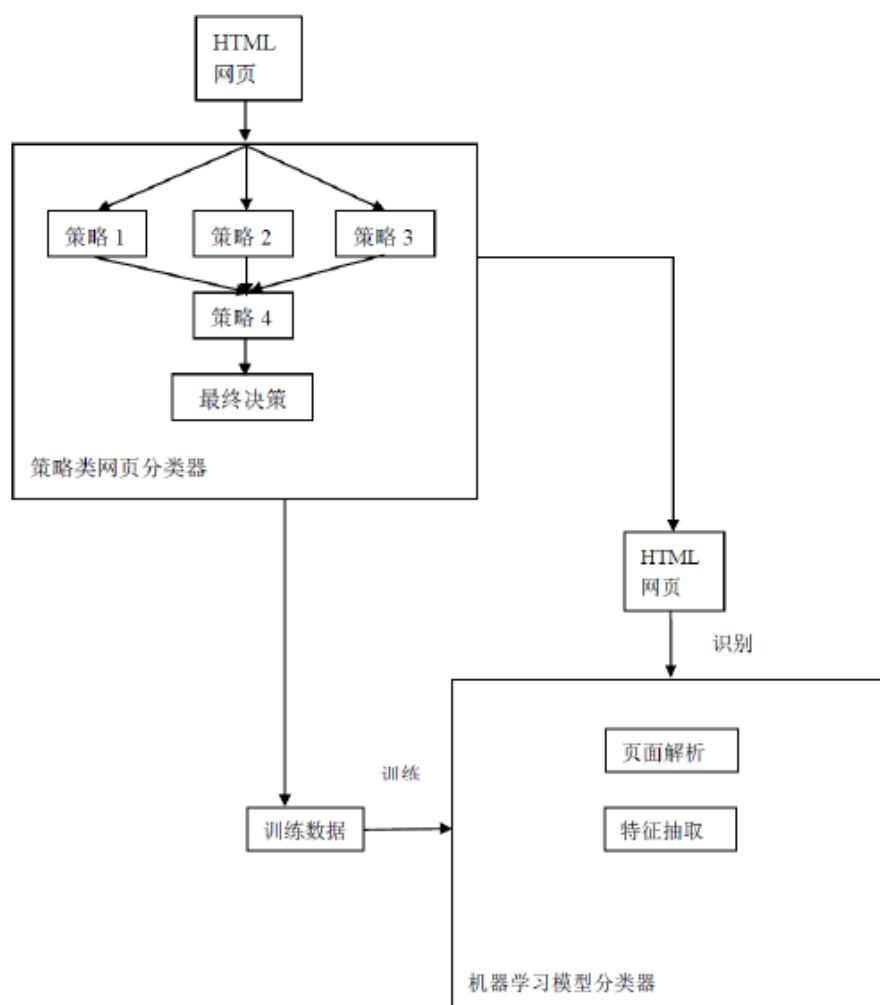 HTML
网页
策略 1
策略 2
策略 3
策略 4
最终决策
策略类网页分类器
HTML
网页
识别
页面解析
训练
训练数据
特征抽取
机器学习模型分类器